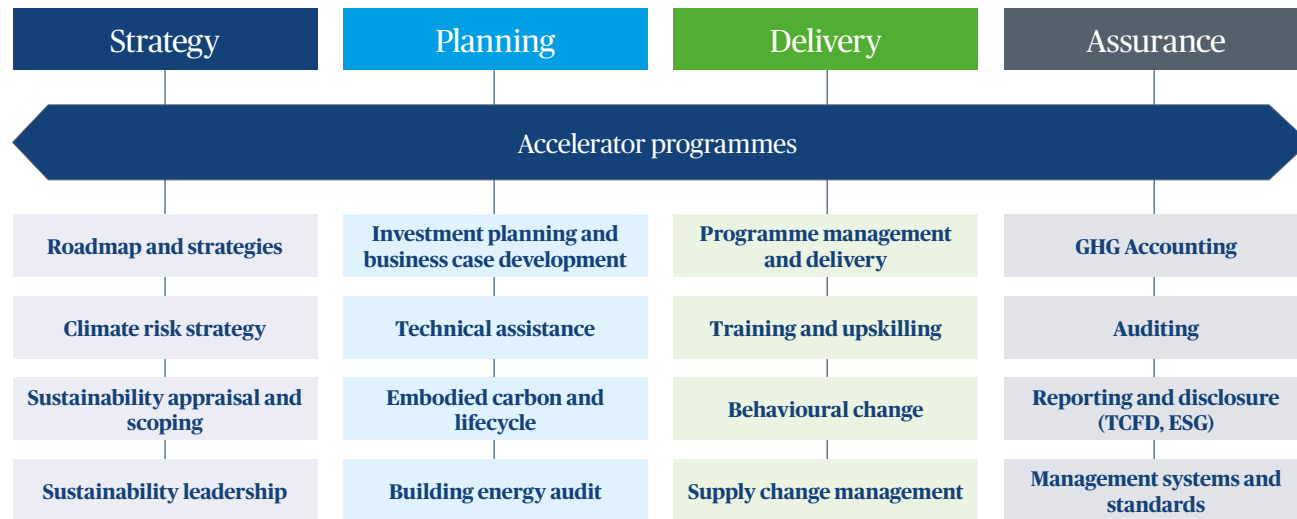 Strategy
Planning
Delivery
Assurance
Accelerator programmes
Roadmap and strategies
Investment planning and
business case development
Programme management
and delivery
GHG Accounting
Climate risk strategy
Technical assistance
Training and upskilling
Auditing
Sustainability appraisal and
scoping
Embodied carbon and
lifecycle
Behavioural change
Reporting and disclosure
(TCFD, ESG)
Sustainability leadership
Building energy audit
Supply change management
Management systems and
standards